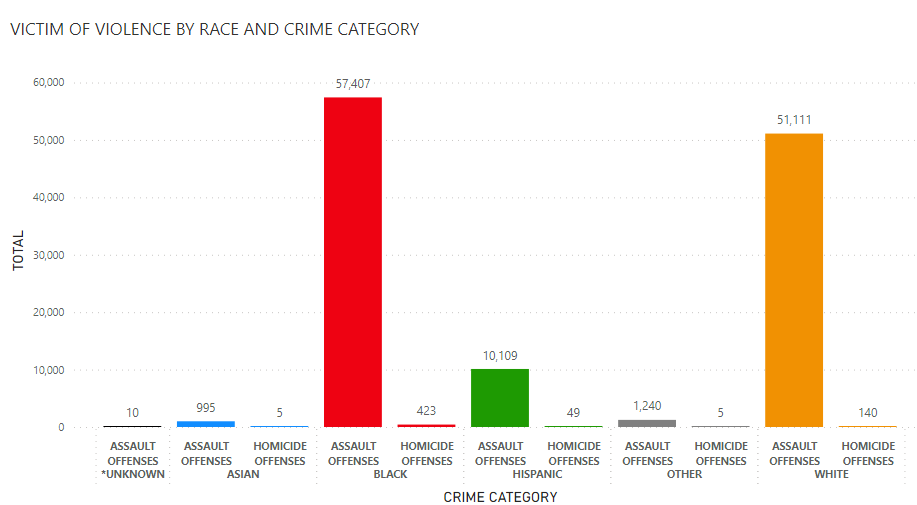 VICTIM OF VIOLENCE BY RACE AND CRIME CATEGORY
60,000
50,000
40,000
30,000
20,000
10,000
0
TOTAL
10
995
5
57,407
423
10,109
49
1,240
5
51,111
140
ASSAULT OFFENSES
ASSAULT OFFENSES
HOMICIDE OFFENSES
ASSAULT OFFENSES
HOMICIDE OFFENSES
ASSAULT OFFENSES
HOMICIDE OFFENSES
ASSAULT OFFENSES
HOMICIDE OFFENSES
ASSAULT OFFENSES
HOMICIDE OFFENSES
*UNKNOWN
ASIAN
BLACK
HISPANIC
OTHER
WHITE
CRIME CATEGORY